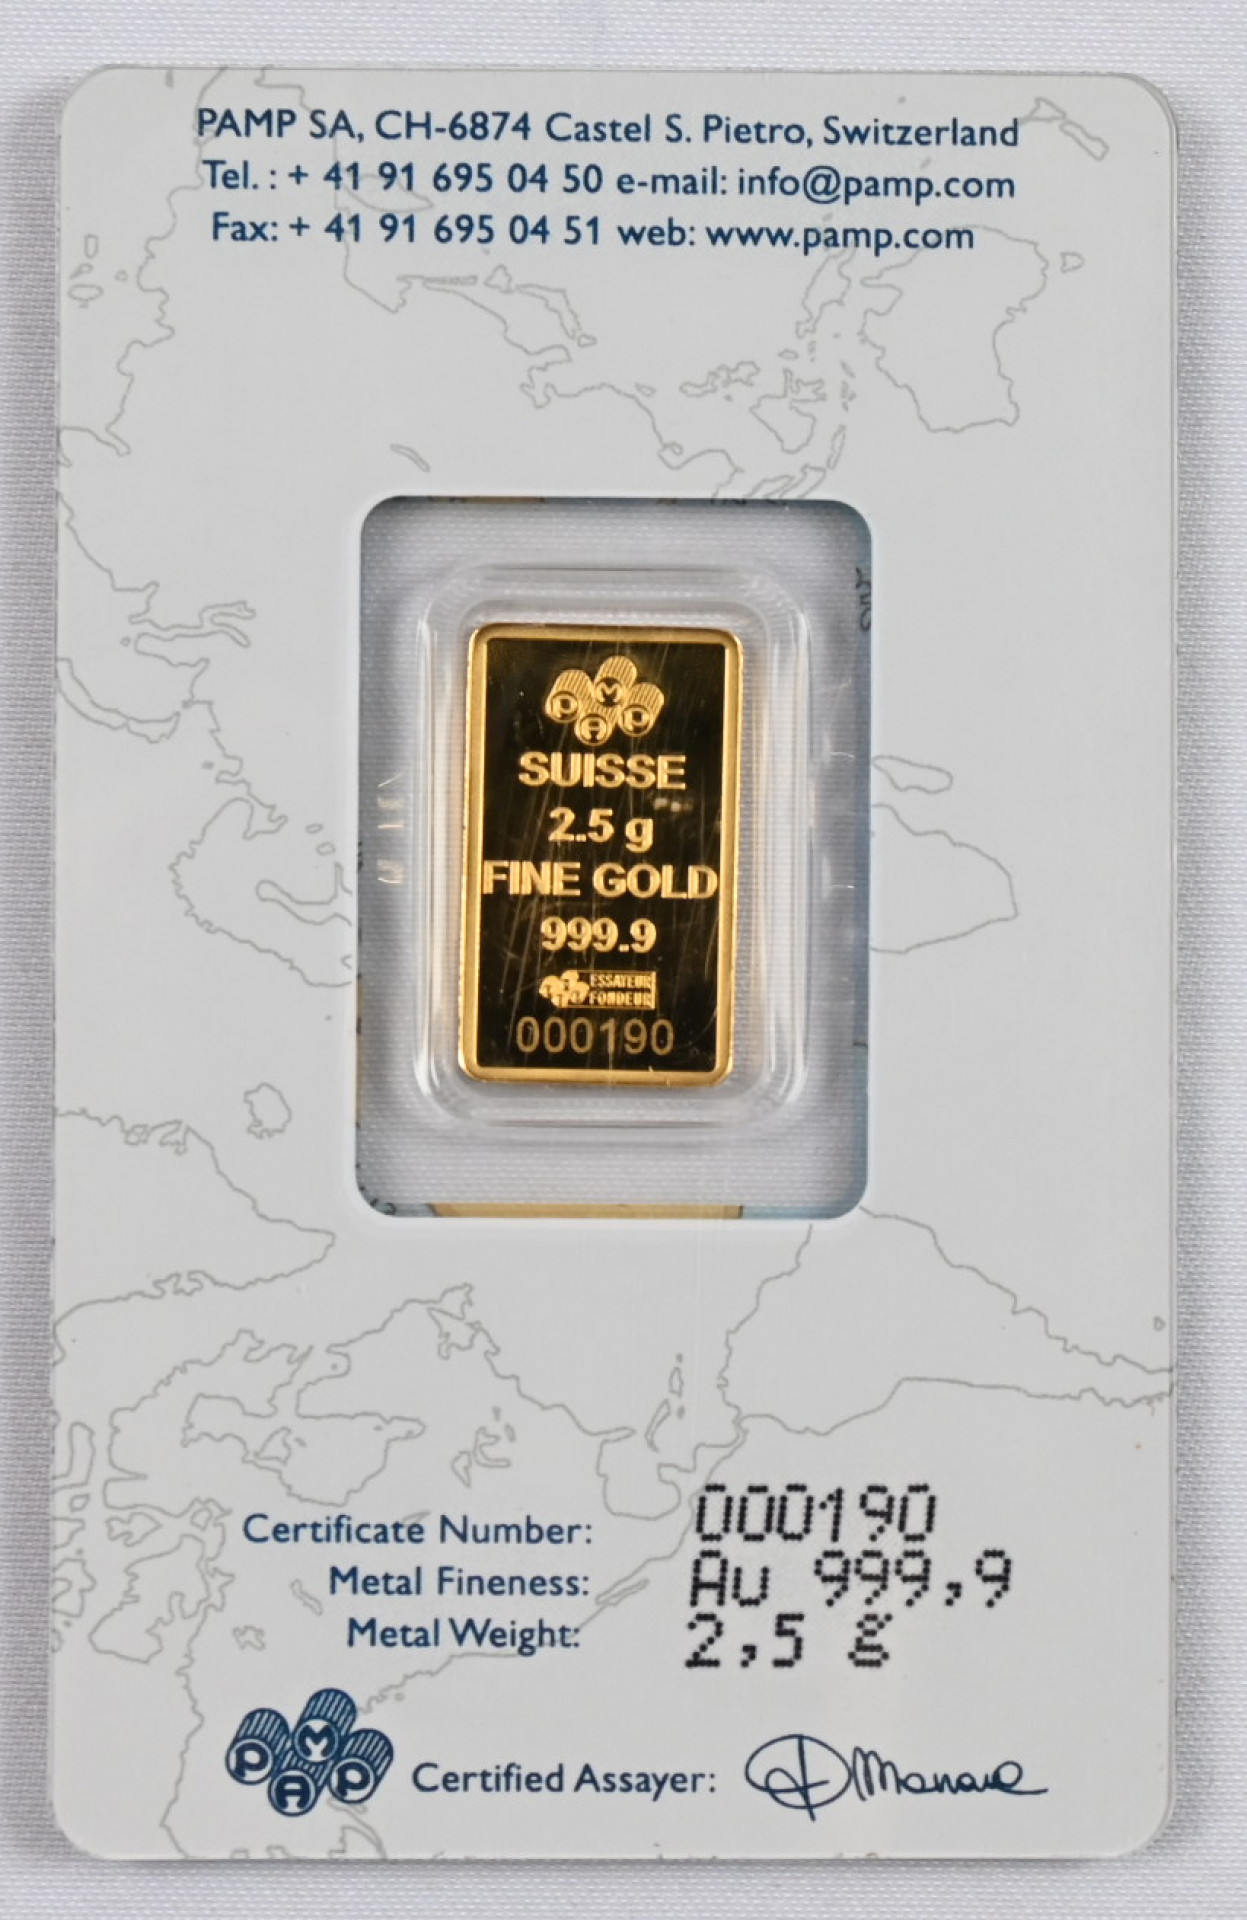 PAMP SA, CH-6874 Castel S. Pietro, Switzerland
Tel. : + 41 91 695 04 50 e-mail: info@pamp.com
Fax: + 41 91 695 04 51 web: www.pamp.com
PAMP
SUISSE
2.5 g
FINE GOLD
999.9
ESSAYEUR
FONDEUR
000190
Certificate Number: 000190
Metal Fineness: Au 999,9
Metal Weight: 2,5 g
PAMP
Certified Assayer: